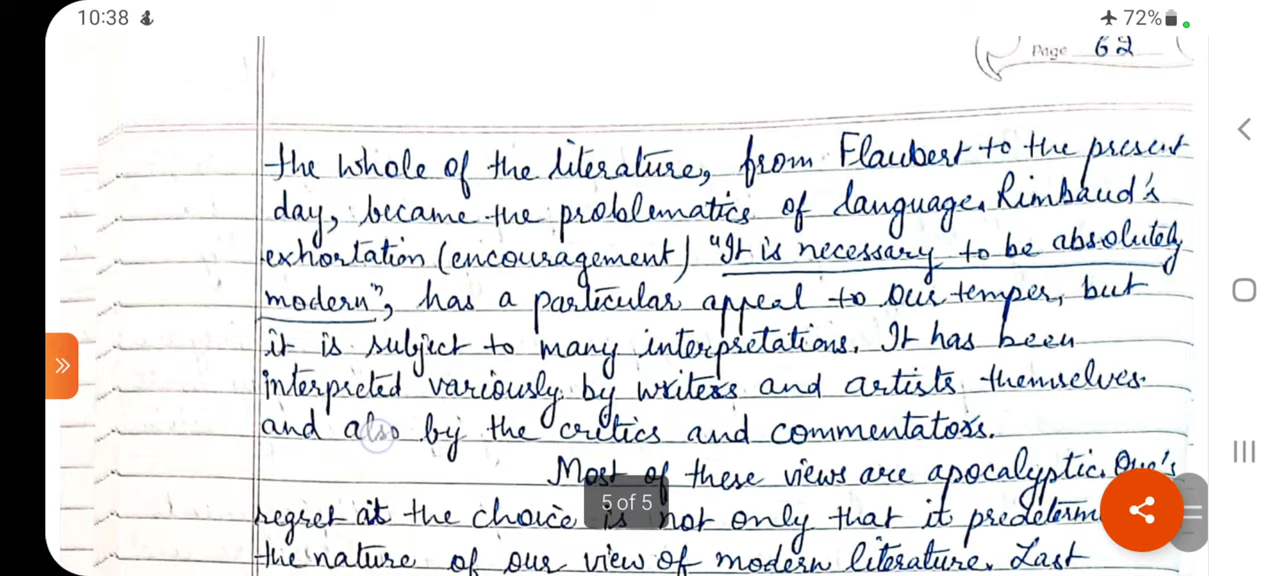 10:38
72%
Page 62
the whole of the literature, from Flaubert to the present
day, became the problematics of language. Rimbaud's
exhortation (encouragement) "It is necessary to be absolutely
modern", has a particular appeal to our temper, but
it is subject to many interpretations. It has been
interpreted variously by writers and artists themselves.
and also by the critics and commentators.
Most of these views are apocalyptic. One's
regret at the choice is not only that it predeterm
the nature of our view of modern literature. Last
5 of 5